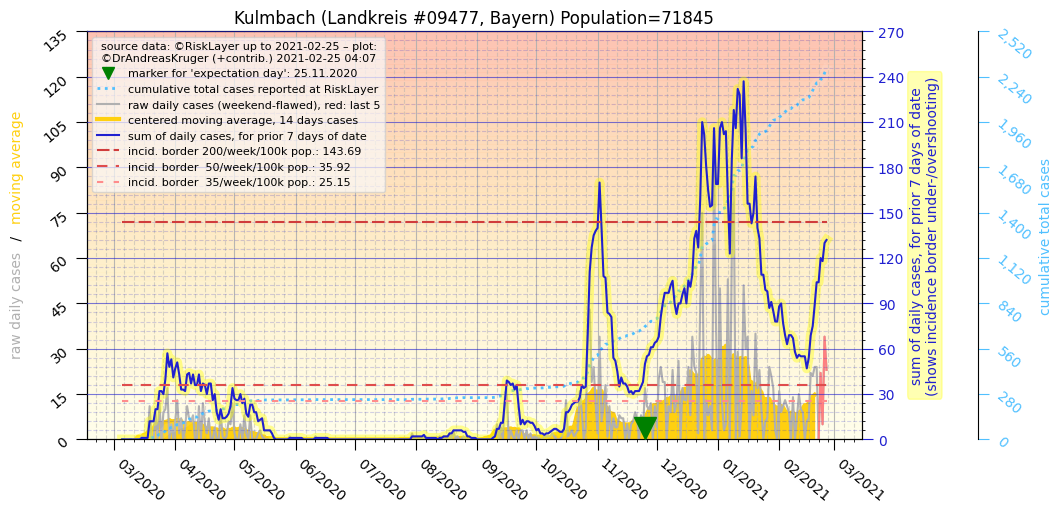 Kulmbach (Landkreis #09477, Bayern) Population=71845
source data: ©RiskLayer up to 2021-02-25 – plot:
©DrAndreasKruger (+contrib.) 2021-02-25 04:07
marker for 'expectation day': 25.11.2020
cumulative total cases reported at RiskLayer
raw daily cases (weekend-flawed), red: last 5
centered moving average, 14 days cases
sum of daily cases, for prior 7 days of date
incid. border 200/week/100k pop.: 143.69
incid. border  50/week/100k pop.: 35.92
incid. border  35/week/100k pop.: 25.15
raw daily cases / moving average
135
120
105
90
75
60
45
30
15
0
03/2020
04/2020
05/2020
06/2020
07/2020
08/2020
09/2020
10/2020
11/2020
12/2020
01/2021
02/2021
03/2021
270
240
210
180
150
120
90
60
30
0
sum of daily cases, for prior 7 days of date
(shows incidence border under-/overshooting)
2,520
2,240
1,960
1,680
1,400
1,120
840
560
280
0
cumulative total cases